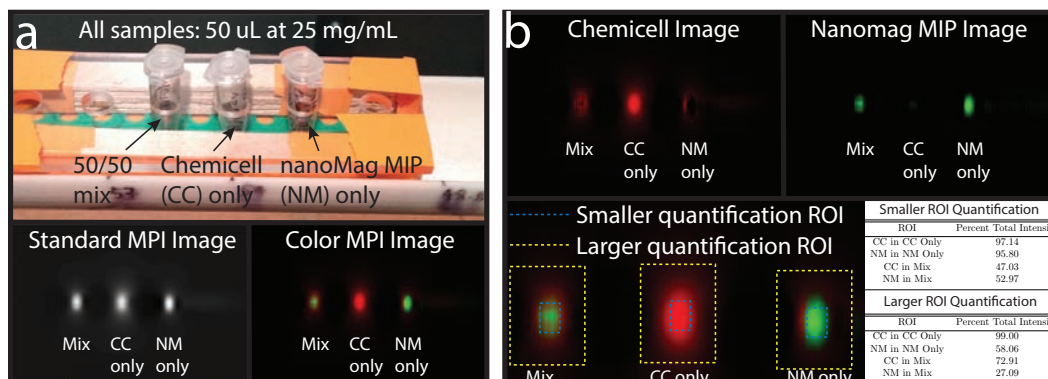 a
All samples: 50 uL at 25 mg/mL
50/50
mix
Chemicell
(CC) only
nanoMag MIP
(NM) only
Standard MPI Image
Mix
CC
only
NM
only
Color MPI Image
Mix
CC
only
NM
only
b
Chemicell Image
Mix
CC
only
NM
only
Nanomag MIP Image
Mix
CC
only
NM
only
Smaller quantification ROI
Larger quantification ROI
Mix
CC only
NM only
Smaller ROI Quantification
ROI Percent Total Intensi
CC in CC Only 97.14
NM in NM Only 95.80
CC in Mix 47.03
NM in Mix 52.97
Larger ROI Quantification
ROI Percent Total Intensi
CC in CC Only 99.00
NM in NM Only 58.06
CC in Mix 72.91
NM in Mix 27.09